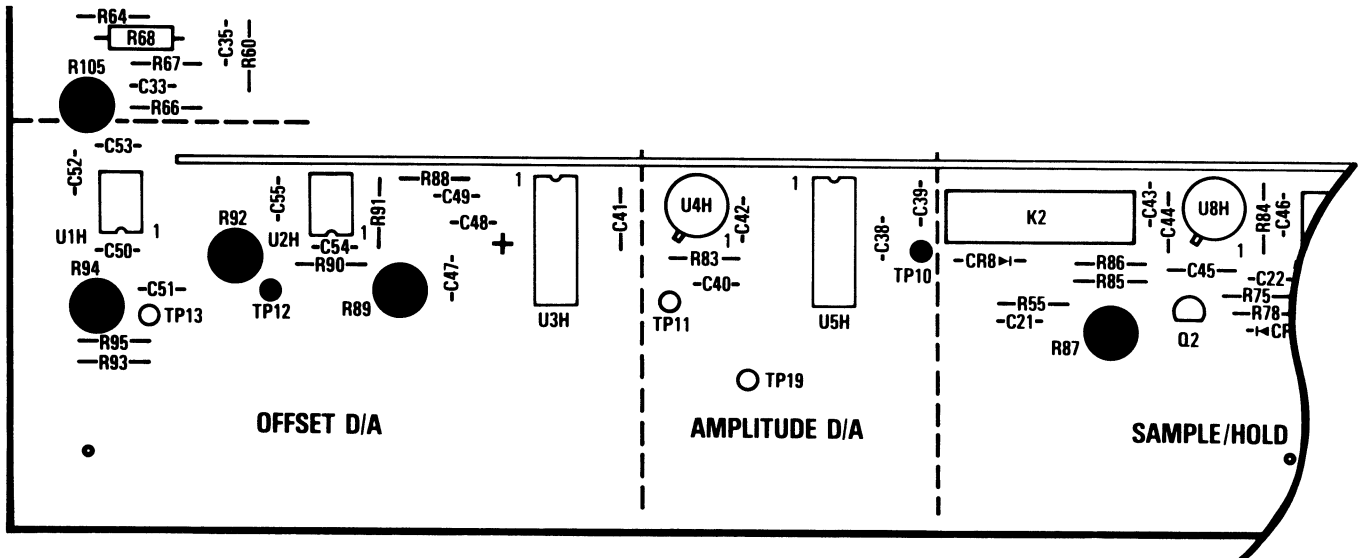 R64
R68
C35
R60
R67
R105
C33
R66
C53
C52
U1H
1
C50
R94
C51
TP13
R95
R93
R92
C55
U2H
1
C54
R91
R90
TP12
R88
C49
C48
+
C47
R89
1
U3H
C41
OFFSET D/A
U4H
1
C42
R83
C40
TP11
1
U5H
C38
C39
TP10
TP19
AMPLITUDE D/A
K2
C43
C44
U8H
1
R84
C46
CR8
R86
R85
C45
C22
R55
C21
R75
R78
CR
R87
Q2
SAMPLE/HOLD